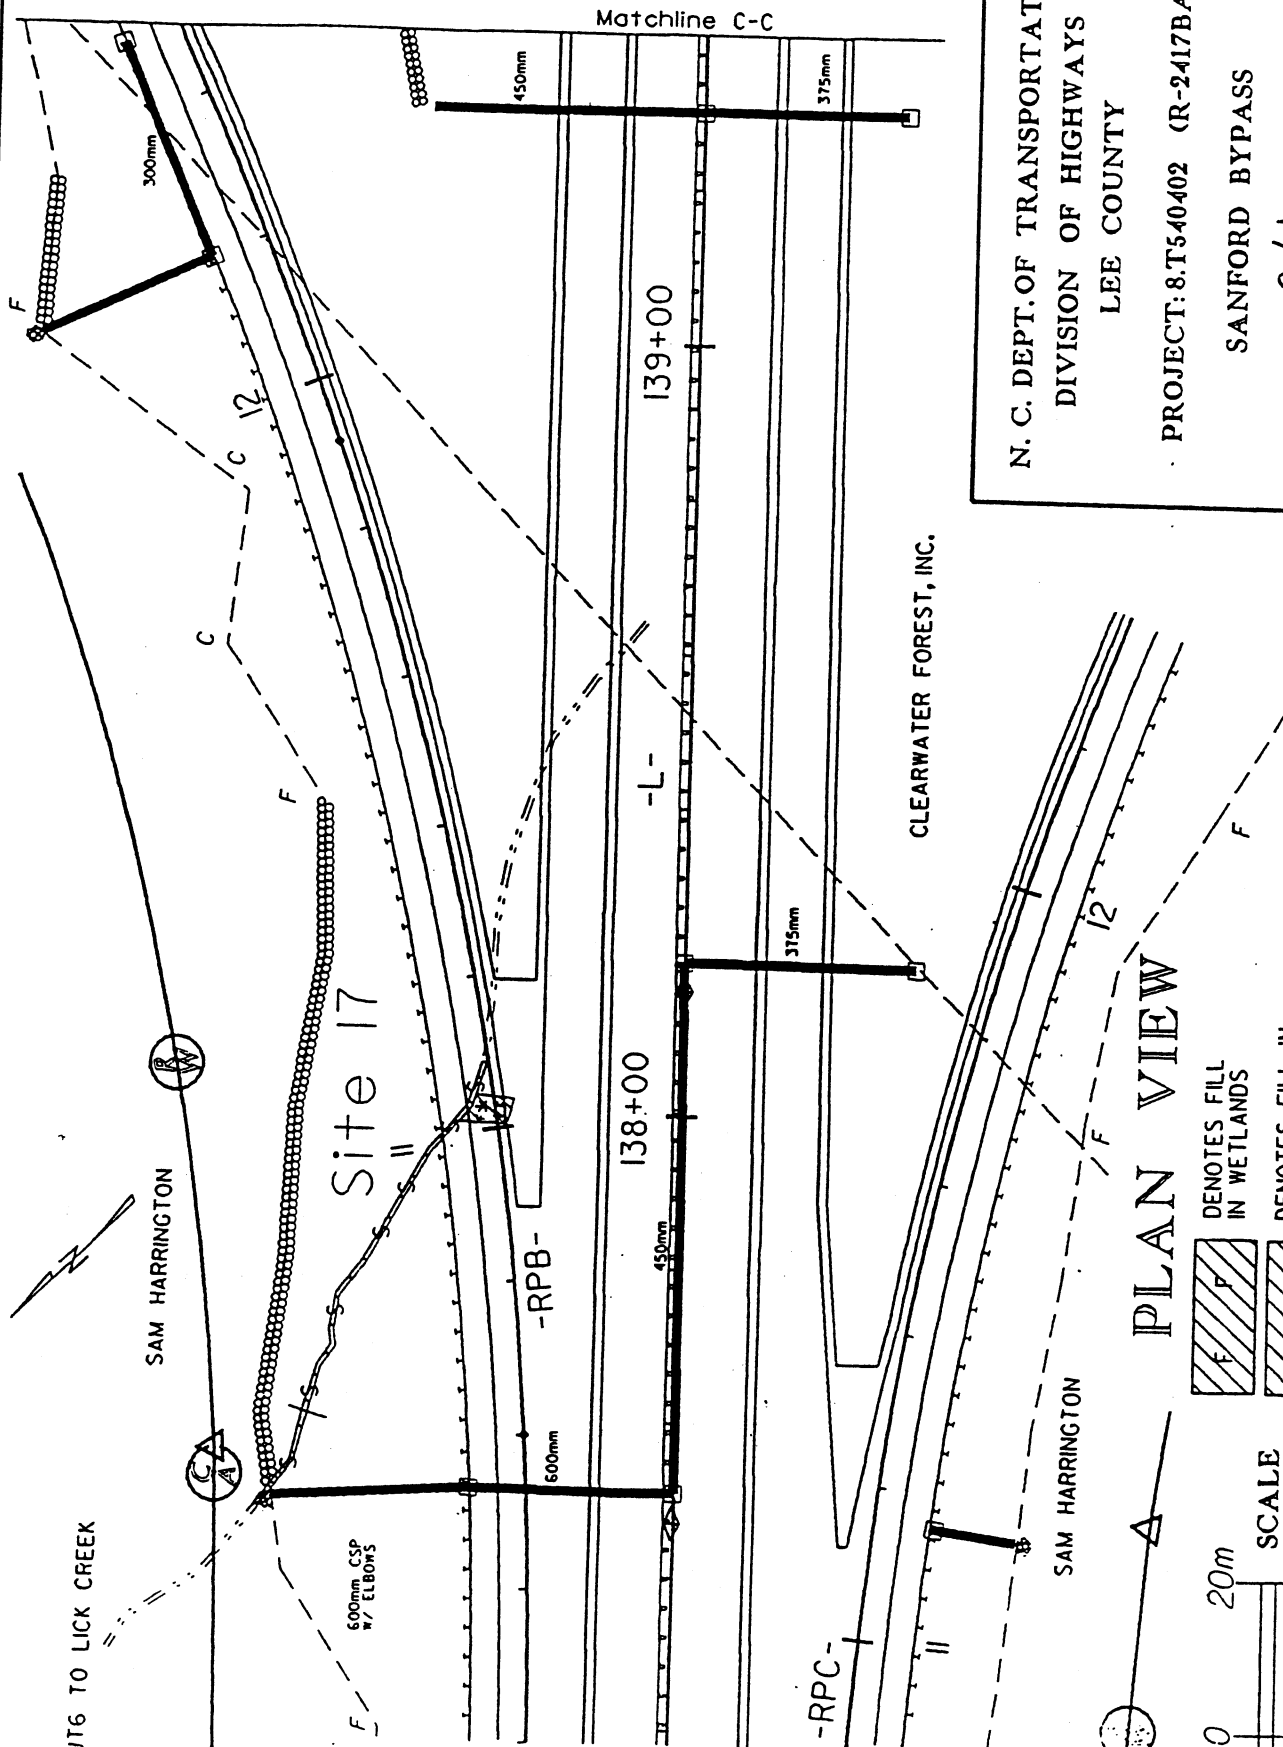 Matchline C-C
450mm
375mm
300mm
F
12
C
C
F
139+00
N. C. DEPT. OF TRANSPORTAT
DIVISION OF HIGHWAYS
LEE COUNTY
PROJECT: 8.T540402 (R-2417BA
SANFORD BYPASS
-L-
CLEARWATER FOREST, INC.
375mm
12
F
Site 17
11
R
W
138+00
F
PLAN VIEW
DENOTES FILL
IN WETLANDS
F F
SAM HARRINGTON
-RPB-
450mm
S
S
S
S
S
C
A
600mm
600mm CSP
W/ ELBOWS
UT6 TO LICK CREEK
F
SAM HARRINGTON
-RPC-
11
20m
0
SCALE